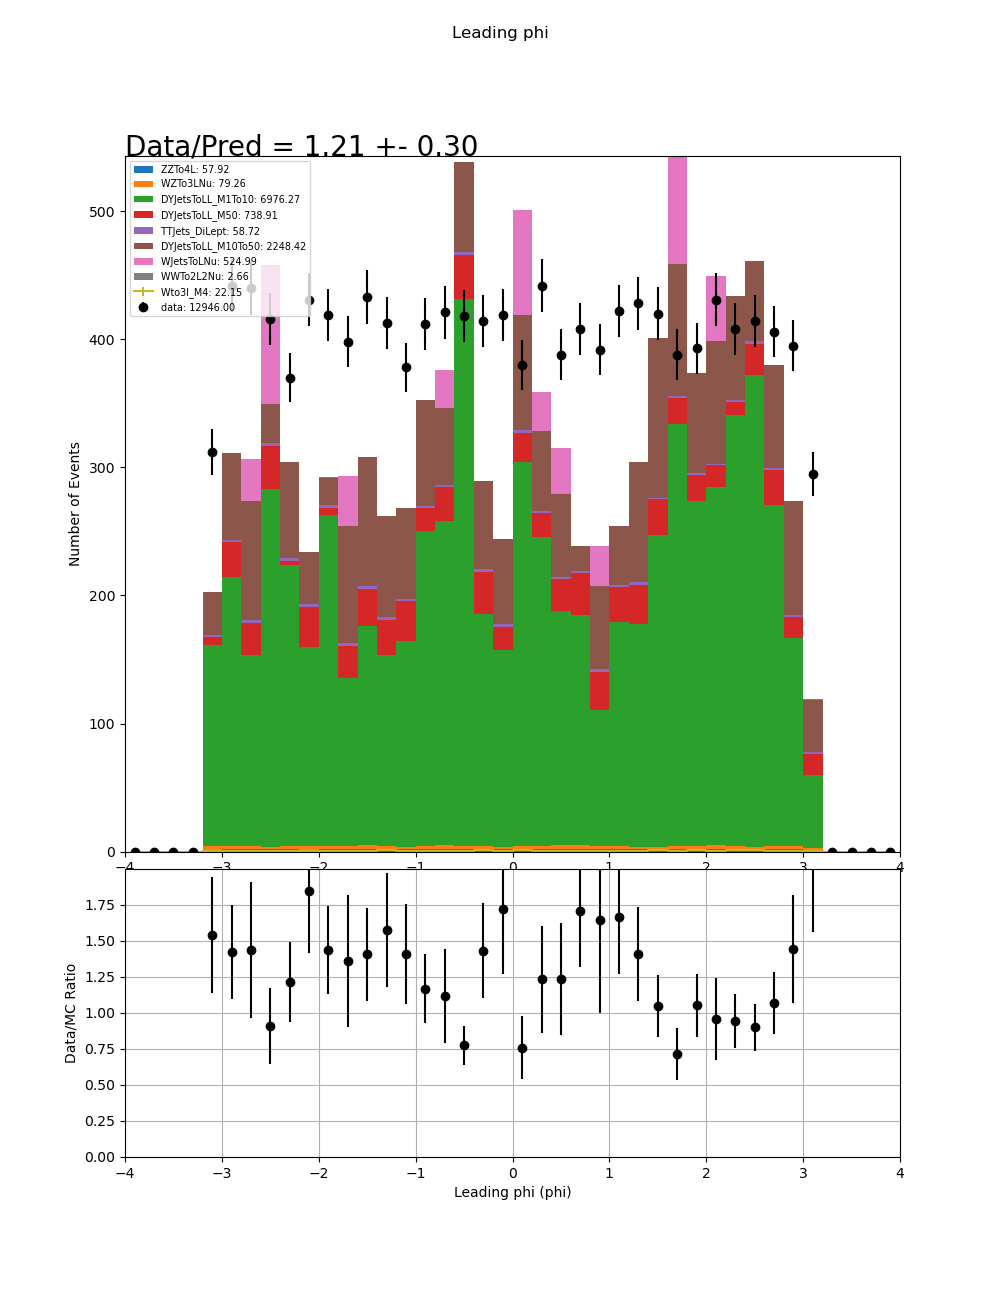 Leading phi
Data/Pred = 1.21 +- 0.30
ZZTo4L: 57.92
WZTo3LNu: 79.26
DYJetsToLL_M1To10: 6976.27
DYJetsToLL_M50: 738.91
TTJets_DiLept: 58.72
DYJetsToLL_M10To50: 2248.42
WJetsToLNu: 524.99
WWTo2L2Nu: 2.66
Wto3l_M4: 22.15
data: 12946.00
500
400
300
200
100
0
Number of Events
−4 −3 −2 −1 0 1 2 3 4
1.75
1.50
1.25
1.00
0.75
0.50
0.25
0.00
Data/MC Ratio
−4 −3 −2 −1 0 1 2 3 4
Leading phi (phi)